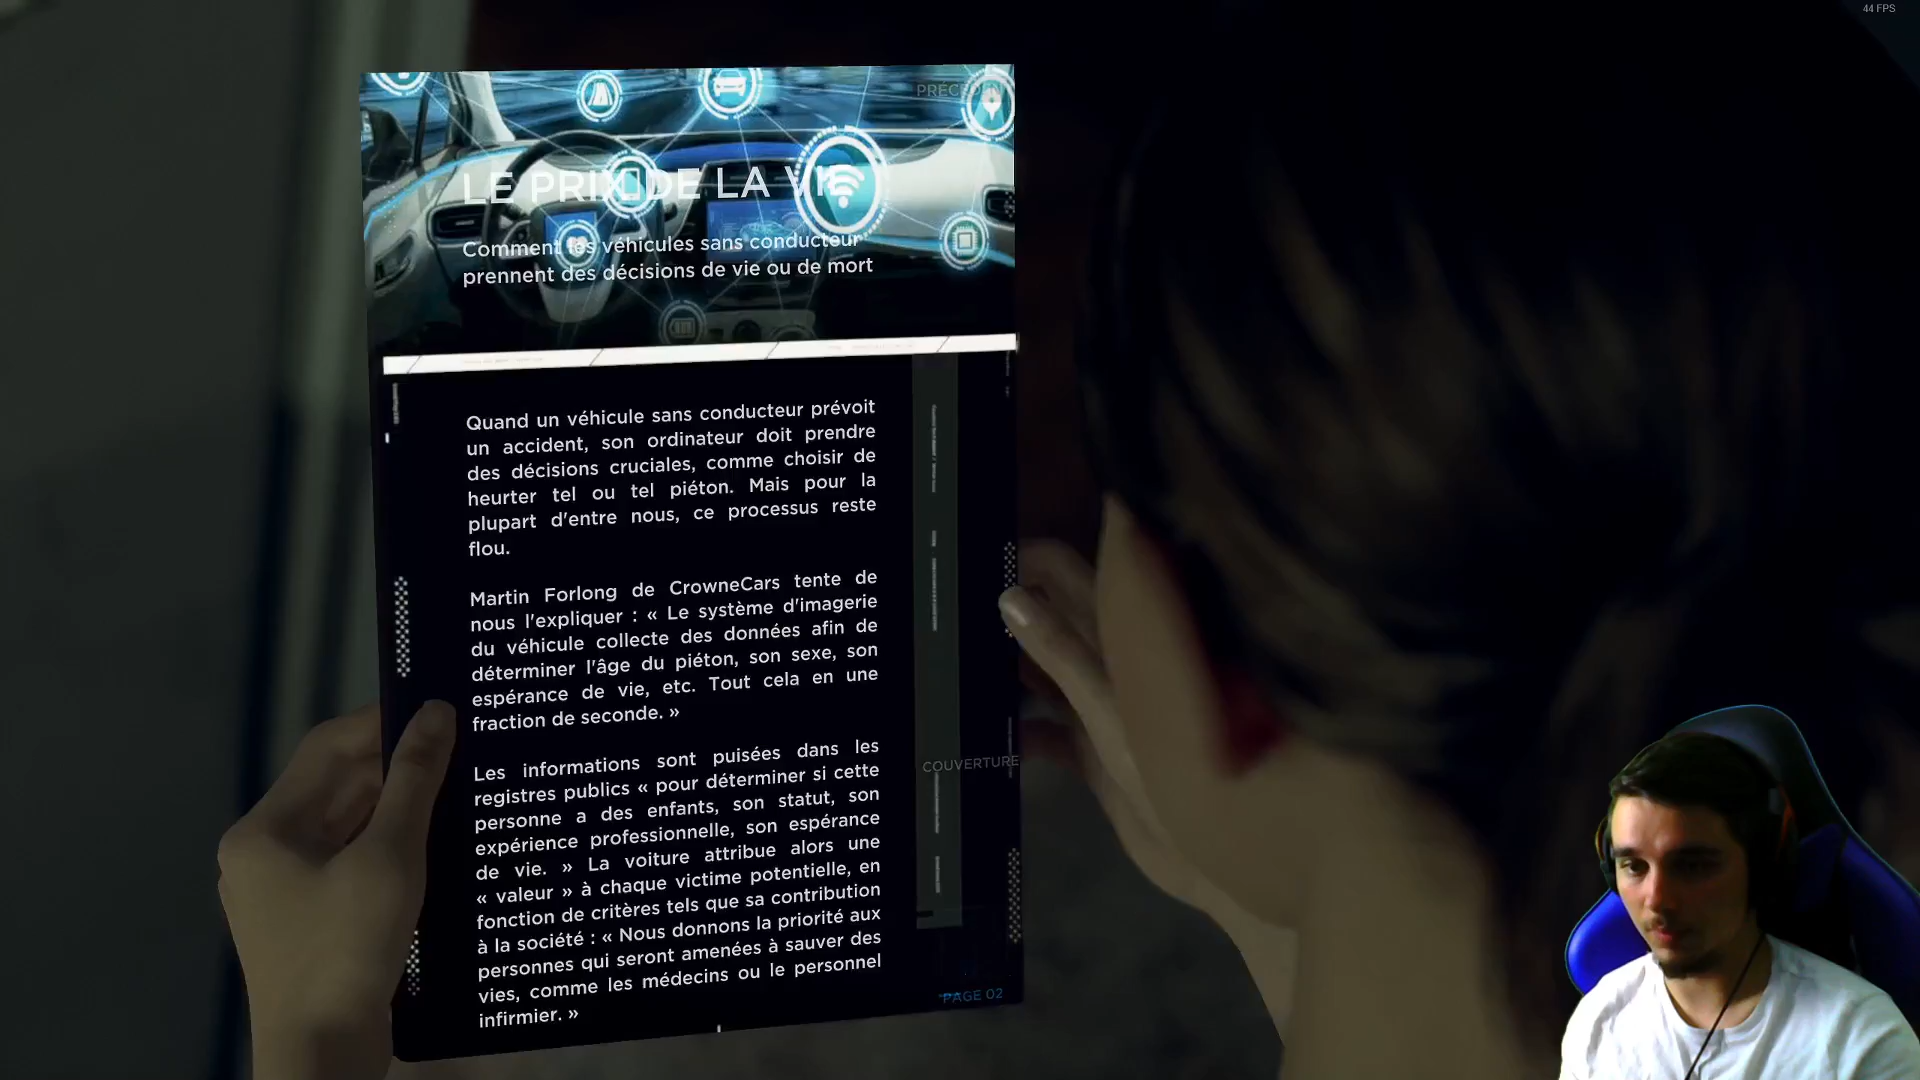 44 FPS
PRÉCÉDENT
LE PRIX DE LA VIE
Comment les véhicules sans conducteur
prennent des décisions de vie ou de mort
Quand un véhicule sans conducteur prévoit
un accident, son ordinateur doit prendre
des décisions cruciales, comme choisir de
heurter tel ou tel piéton. Mais pour la
plupart d'entre nous, ce processus reste
flou.
Martin Forlong de CrowneCars tente de
nous l'expliquer : « Le système d'imagerie
du véhicule collecte des données afin de
déterminer l'âge du piéton, son sexe, son
espérance de vie, etc. Tout cela en une
fraction de seconde. »
Les informations sont puisées dans les
registres publics « pour déterminer si cette
personne a des enfants, son statut, son
expérience professionnelle, son espérance
de vie. » La voiture attribue alors une
« valeur » à chaque victime potentielle, en
fonction de critères tels que sa contribution
à la société : « Nous donnons la priorité aux
personnes qui seront amenées à sauver des
vies, comme les médecins ou le personnel
infirmier. »
COUVERTURE
PAGE 02